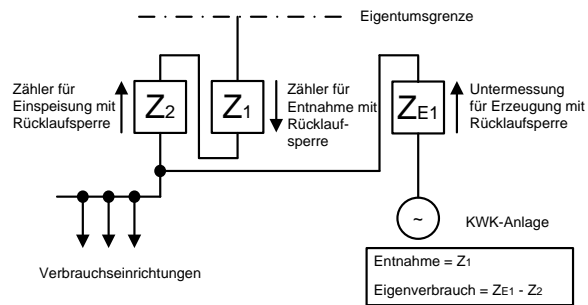 Eigentumsgrenze
Zähler für
Einspeisung mit
Rücklaufsperre
Z2
Z1
Zähler für
Entnahme mit
Rücklauf-
sperre
ZE1
Untermessung
für Erzeugung mit
Rücklaufsperre
~
KWK-Anlage
Verbrauchseinrichtungen
Entnahme = Z1
Eigenverbrauch = ZE1 - Z2